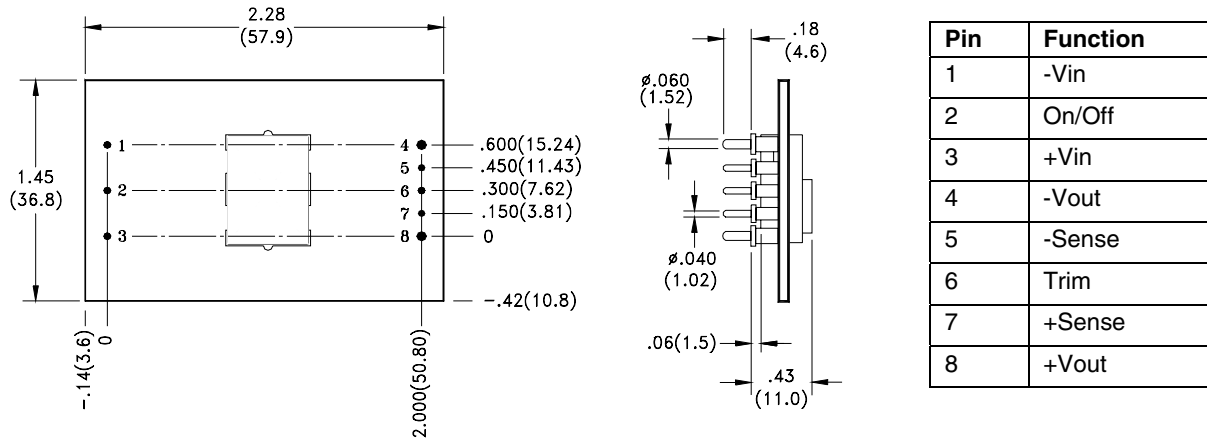 2.28
(57.9)
1.45
(36.8)
1
2
3
4
5
6
7
8
.600(15.24)
.450(11.43)
.300(7.62)
.150(3.81)
0
-.42(10.8)
-.14(3.6)
0
2.000(50.80)
.18
(4.6)
ø.060
(1.52)
ø.040
(1.02)
.06(1.5)
.43
(11.0)
Pin Function
1 -Vin
2 On/Off
3 +Vin
4 -Vout
5 -Sense
6 Trim
7 +Sense
8 +Vout